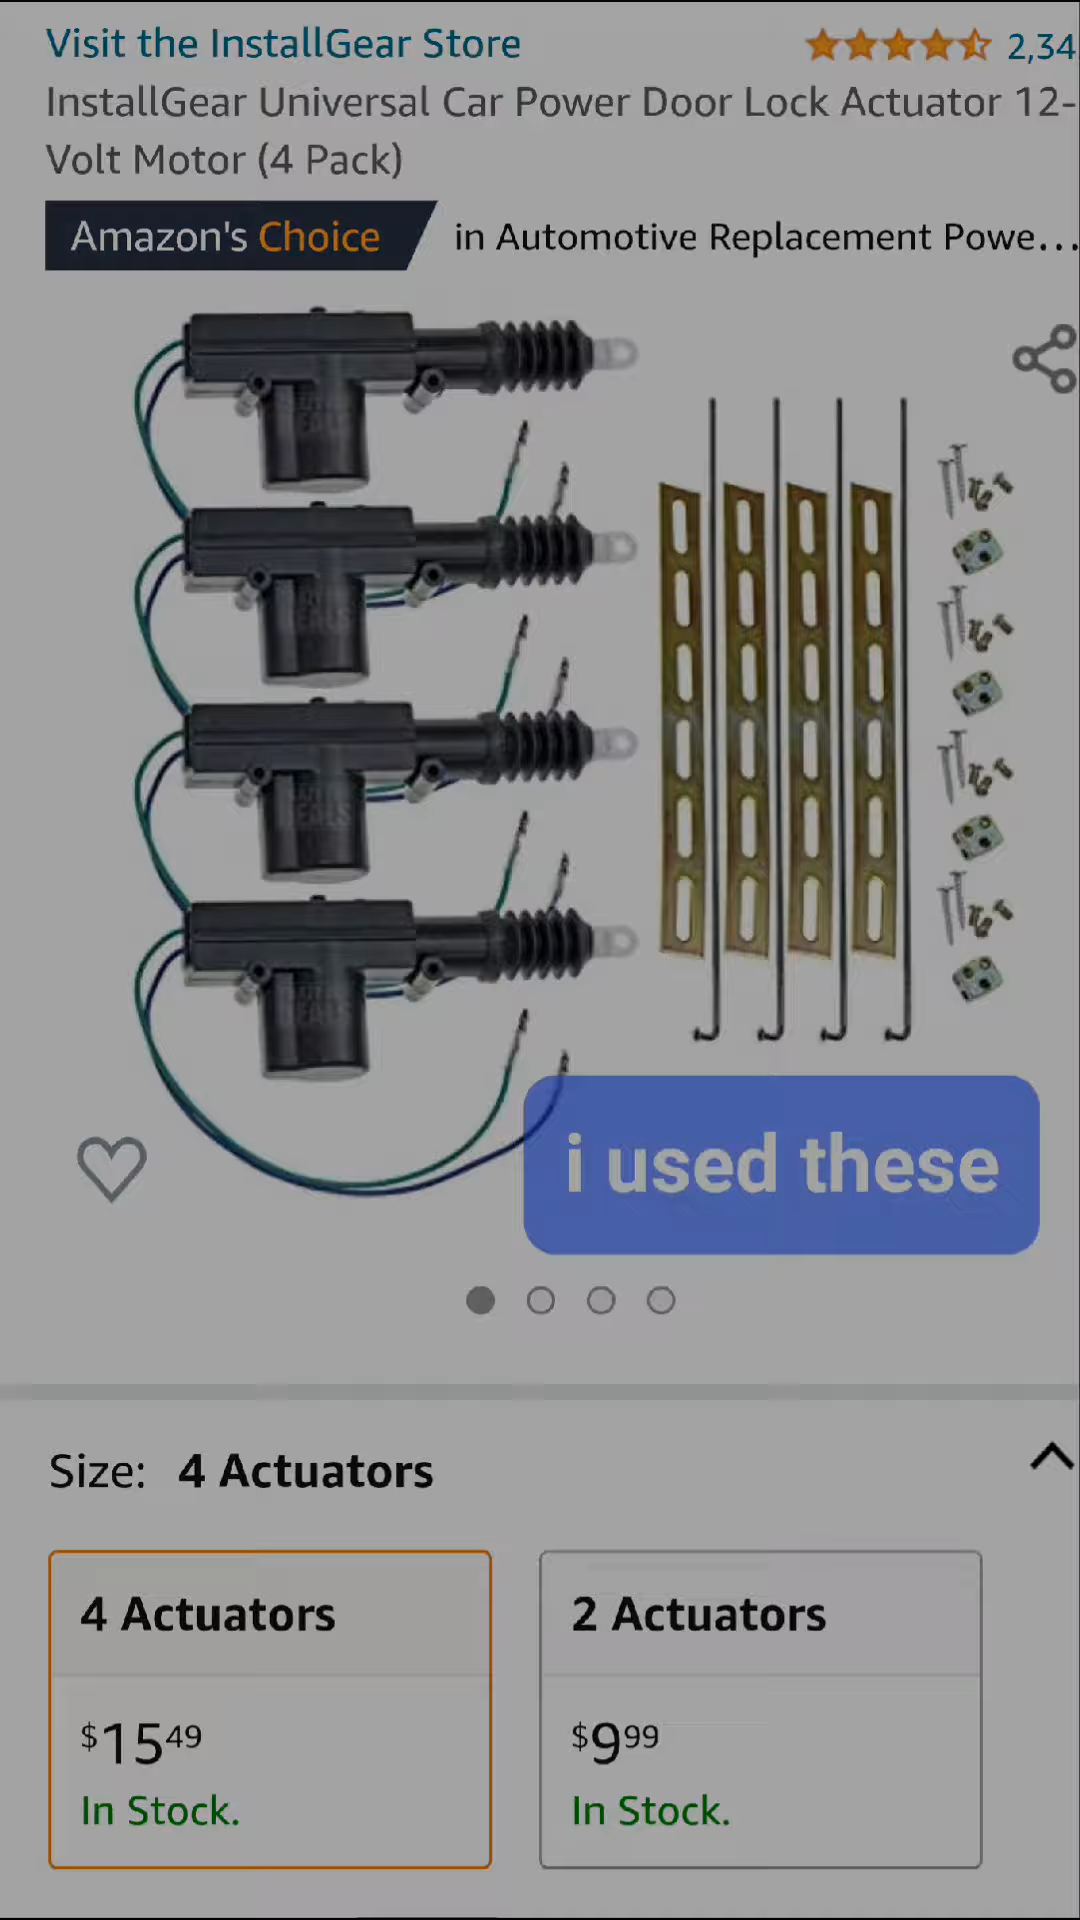 Visit the InstallGear Store
2,34
InstallGear Universal Car Power Door Lock Actuator 12-
Volt Motor (4 Pack)
Amazon's Choice in Automotive Replacement Powe...
i used these
Size: 4 Actuators
4 Actuators
2 Actuators
$15.49
$9.99
In Stock.
In Stock.